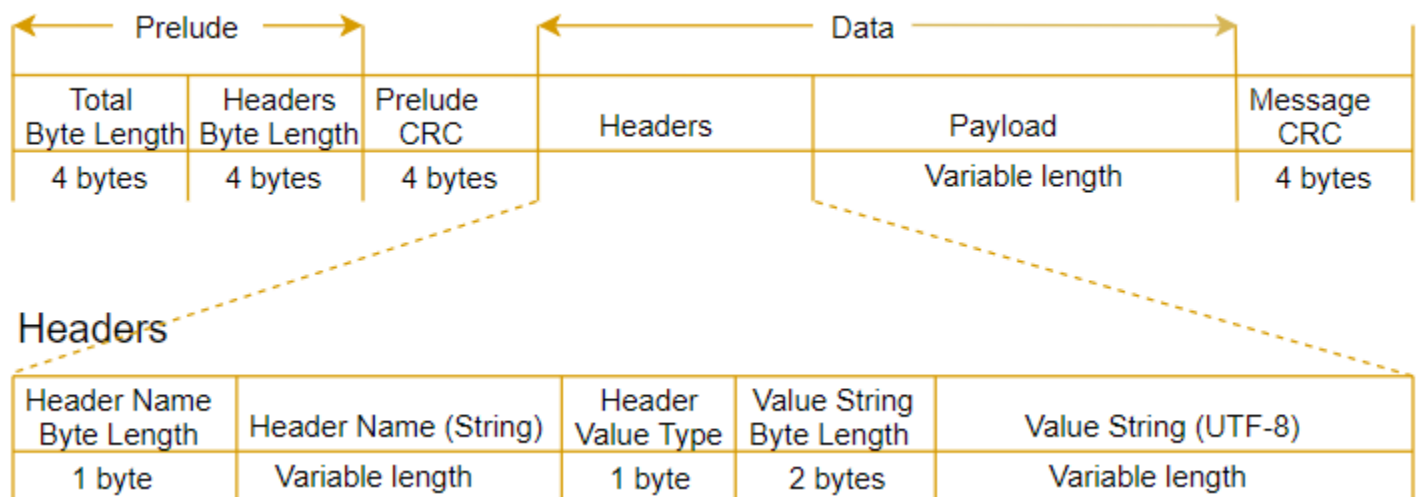 Prelude
Data
Total Byte Length
Headers Byte Length
Prelude CRC
Headers
Payload
Message CRC
4 bytes
4 bytes
4 bytes
Variable length
4 bytes
Headers
Header Name Byte Length
Header Name (String)
Header Value Type
Value String Byte Length
Value String (UTF-8)
1 byte
Variable length
1 byte
2 bytes
Variable length